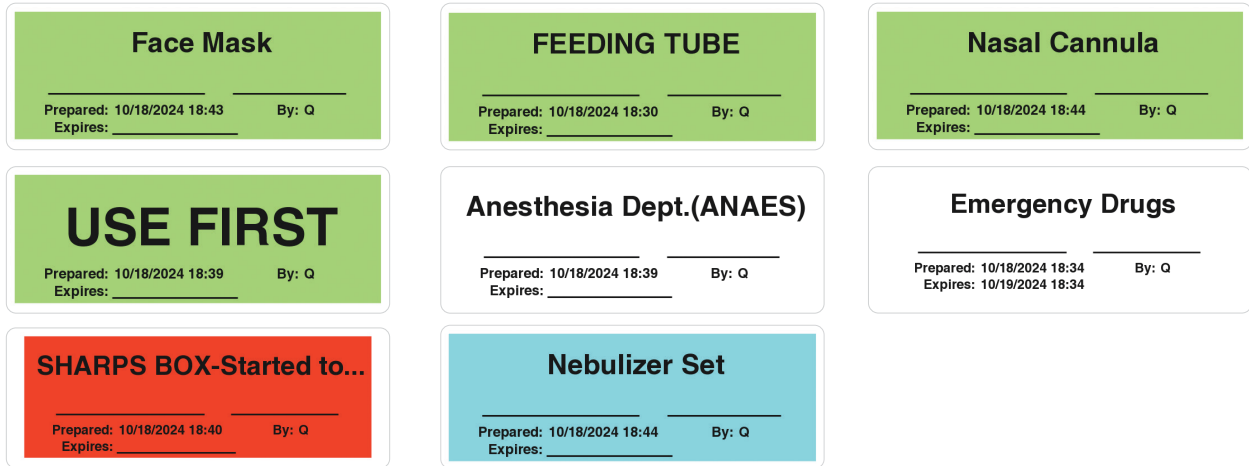 Face Mask
Prepared: 10/18/2024 18:43 By: Q
Expires:
FEEDING TUBE
Prepared: 10/18/2024 18:30 By: Q
Expires:
Nasal Cannula
Prepared: 10/18/2024 18:44 By: Q
Expires:
USE FIRST
Prepared: 10/18/2024 18:39 By: Q
Expires:
Anesthesia Dept.(ANAES)
Prepared: 10/18/2024 18:39 By: Q
Expires:
Emergency Drugs
Prepared: 10/18/2024 18:34 By: Q
Expires: 10/19/2024 18:34
SHARPS BOX-Started to...
Prepared: 10/18/2024 18:40 By: Q
Expires:
Nebulizer Set
Prepared: 10/18/2024 18:44 By: Q
Expires: